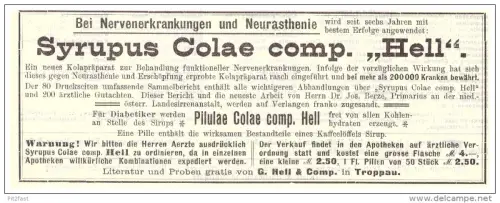 Bei Nervenerkrankungen und Neurasthenie wird seit sechs Jahren mit bestem Erfolge angewendet:
Syrupus Colae comp. „Hell“.
Ein neues Kolapräparat zur Behandlung funktioneller Nervenerkrankungen. Infolge der vorzüglichen Wirkung hat sich
dieses gegen Neurasthenie und Erschöpfung erprobte Kolapräparat rasch eingeführt und bei mehr als 200000 Kranken bewährt.
Der 80 Druckseiten umfassende Sammelbericht enthält alle wichtigeren Abhandlungen über „Syrupus Colae comp. Hell“
und 200 ärztliche Gutachten. Dieser Bericht und die neueste Arbeit von Herrn Dr. Jos. Berze, Primarius an der nied.-
österr. Landesirrenanstalt, werden auf Verlangen franko zugesandt.
Für Diabetiker werden an Stelle des Sirups Pilulae Colae comp. Hell frei von allen Kohlen-
hydraten erzeugt.
Eine Pille enthält die wirksamen Bestandteile eines Kaffeelöffels Sirup.
Warnung! Wir bitten die Herren Aerzte ausdrücklich
Syrupus Colae comp. Hell zu ordinieren, da in einzelnen
Apotheken willkürliche Kombinationen expediert werden.
Der Verkauf findet in den Apotheken auf ärztliche Ver-
ordnung statt und kostet eine grosse Flasche M 4.—,
eine kleine M 2.50, 1 Fl. Pillen von 50 Stück M 2.50.
Literatur und Proben gratis von G. Hell & Comp. in Troppau.